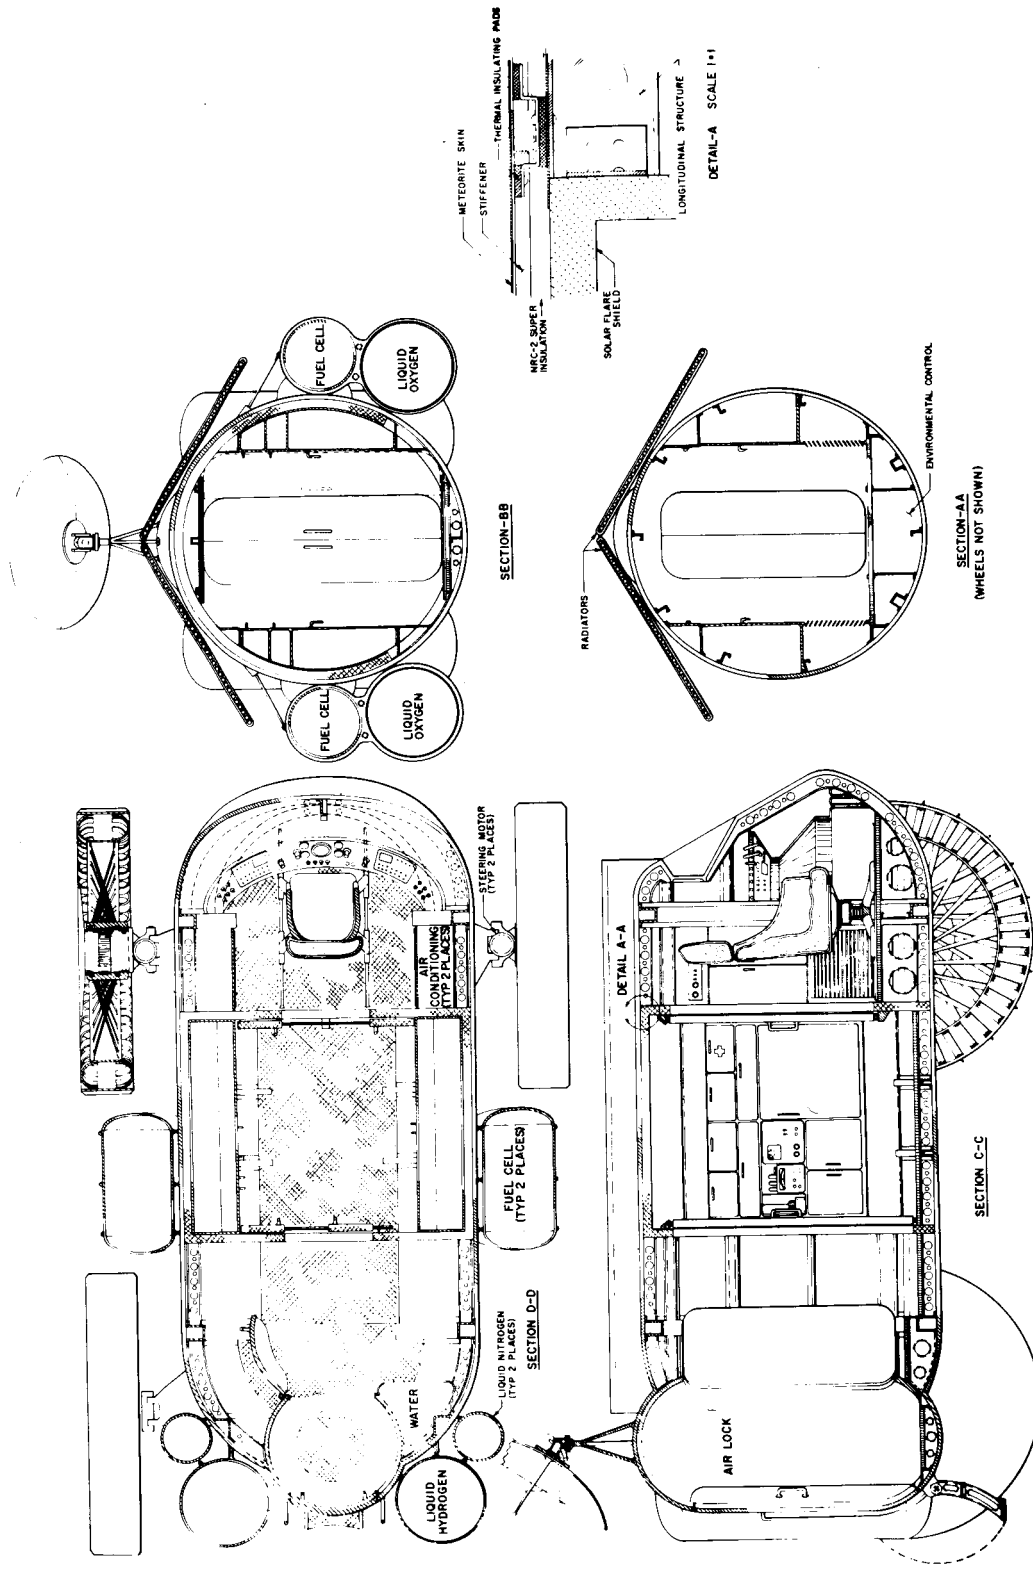 METEORITE SKIN
STIFFENER
THERMAL INSULATING PADS
NRC-2 SUPER
INSULATION
SOLAR FLARE
SHIELD
LONGITUDINAL STRUCTURE
DETAIL-A SCALE 1=1
FUEL CELL
LIQUID
OXYGEN
FUEL CELL
LIQUID
OXYGEN
SECTION-BB
RADIATORS
ENVIRONMENTAL CONTROL
SECTION-AA
(WHEELS NOT SHOWN)
STEERING MOTOR
(TYP 2 PLACES)
AIR
CONDITIONING
(TYP 2 PLACES)
FUEL CELL
(TYP 2 PLACES)
WATER
LIQUID NITROGEN
(TYP 2 PLACES)
LIQUID
HYDROGEN
SECTION D-D
DETAIL A-A
AIR LOCK
SECTION C-C